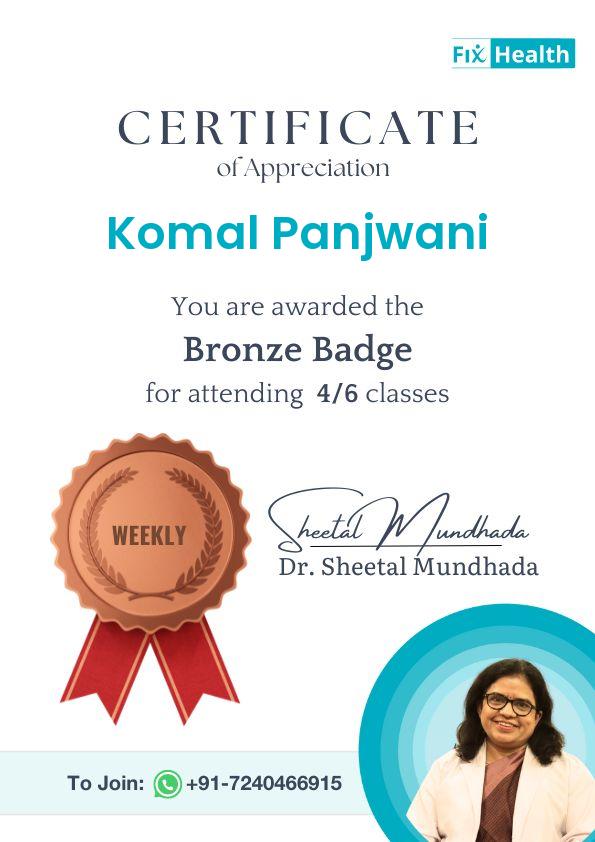 Fix Health
CERTIFICATE
of Appreciation
Komal Panjwani
You are awarded the
Bronze Badge
for attending 4/6 classes
WEEKLY
Sheetal Mundhada
Dr. Sheetal Mundhada
To Join: +91-7240466915